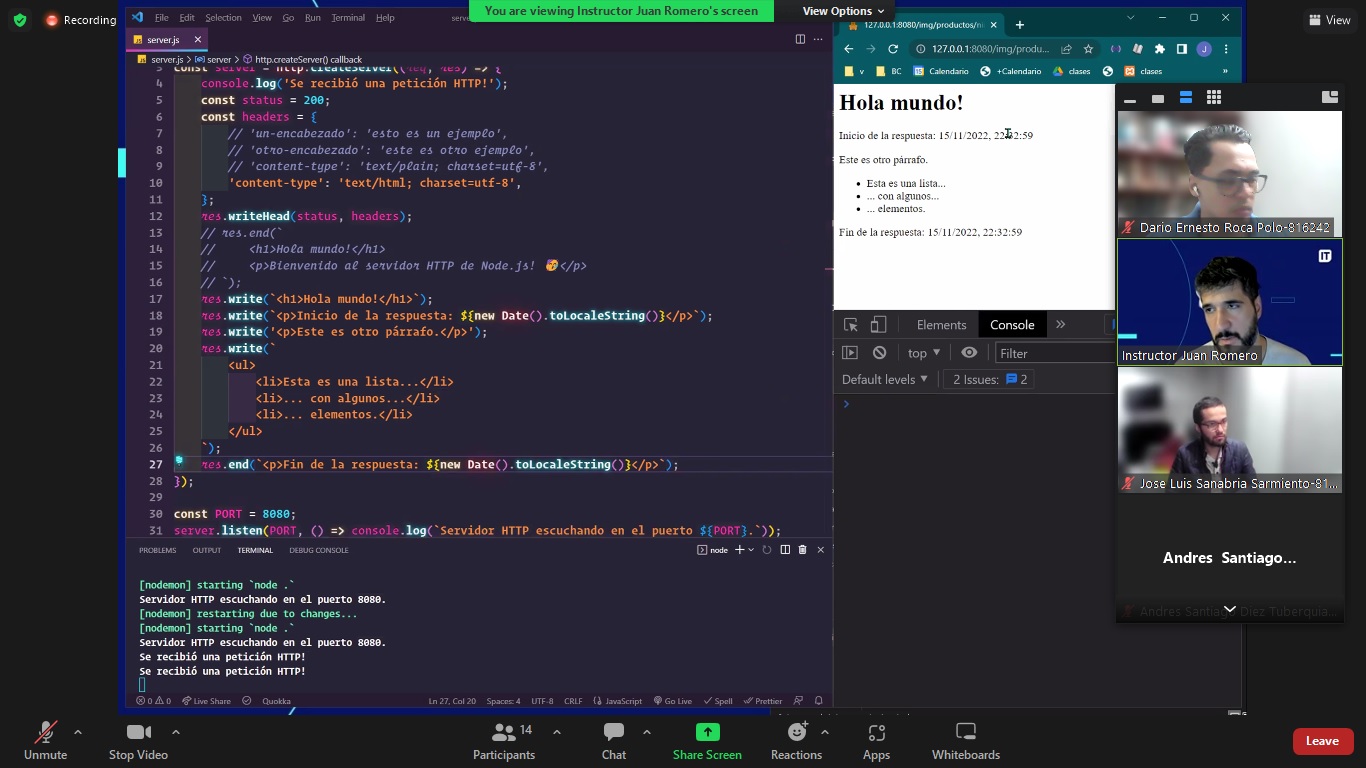 Recording
You are viewing Instructor Juan Romero's screen
View Options
View
File Edit Selection View Go Run Terminal Help
server.js
server.js > server > http.createServer() callback
3 const server = http.createServer((req, res) => {
4 console.log('Se recibió una petición HTTP!');
5 const status = 200;
6 const headers = {
7 // 'un-encabezado': 'esto es un ejemplo',
8 // 'otro-encabezado': 'este es otro ejemplo',
9 // 'content-type': 'text/plain; charset=utf-8',
10 'content-type': 'text/html; charset=utf-8',
11 };
12 res.writeHead(status, headers);
13 // res.end(`
14 // <h1>Hola mundo!</h1>
15 // <p>Bienvenido al servidor HTTP de Node.js! 🥳</p>
16 // `);
17 res.write(`<h1>Hola mundo!</h1>`);
18 res.write(`<p>Inicio de la respuesta: ${new Date().toLocaleString()}</p>`);
19 res.write('<p>Este es otro párrafo.</p>');
20 res.write(`
21 <ul>
22 <li>Esta es una lista...</li>
23 <li>... con algunos...</li>
24 <li>... elementos.</li>
25 </ul>
26 `);
27 res.end(`<p>Fin de la respuesta: ${new Date().toLocaleString()}</p>`);
28 });
29
30 const PORT = 8080;
31 server.listen(PORT, () => console.log(`Servidor HTTP escuchando en el puerto ${PORT}.`));
PROBLEMS OUTPUT TERMINAL DEBUG CONSOLE
node
[nodemon] starting `node .`
Servidor HTTP escuchando en el puerto 8080.
[nodemon] restarting due to changes...
[nodemon] starting `node .`
Servidor HTTP escuchando en el puerto 8080.
Se recibió una petición HTTP!
Se recibió una petición HTTP!
0 0 Live Share Quokka Ln 27, Col 20 Spaces: 4 UTF-8 CRLF JavaScript Go Live Spell Prettier
127.0.0.1:8080/img/productos/
127.0.0.1:8080/img/produ...
J
v BC Calendario +Calendario clases clases »
Hola mundo!
Inicio de la respuesta: 15/11/2022, 22:32:59
Este es otro párrafo.
• Esta es una lista...
• ... con algunos...
• ... elementos.
Fin de la respuesta: 15/11/2022, 22:32:59
Elements Console »
top Filter
Default levels 2 Issues: 2
Dario Ernesto Roca Polo-816242
IT
Instructor Juan Romero
Jose Luis Sanabria Sarmiento-81...
Andres Santiago...
Andres Santiago Diez Tuberquia...
Unmute Stop Video Participants 14 Chat Share Screen Reactions Apps Whiteboards Leave